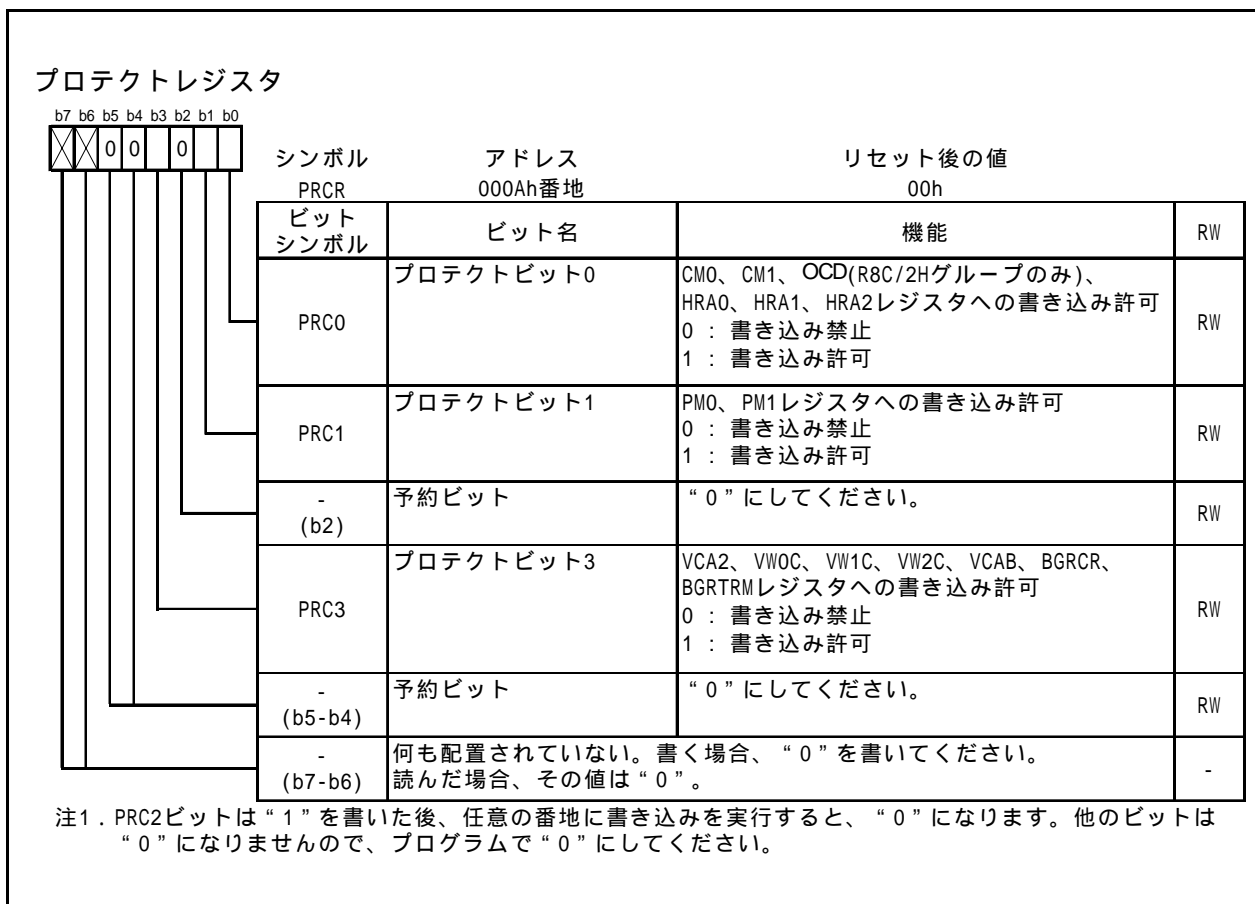 プロテクトレジスタ
b7 b6 b5 b4 b3 b2 b1 b0
0 0 0
シンボル アドレス リセット後の値
PRCR 000Ah番地 00h
ビット
シンボル ビット名 機能 RW
PRC0 プロテクトビット0 CM0、CM1、OCD(R8C/2Hグループのみ)、
HRA0、HRA1、HRA2レジスタへの書き込み許可
0 : 書き込み禁止
1 : 書き込み許可
RW
PRC1 プロテクトビット1 PM0、PM1レジスタへの書き込み許可
0 : 書き込み禁止
1 : 書き込み許可
RW
-
(b2) 予約ビット “0”にしてください。 RW
PRC3 プロテクトビット3 VCA2、VW0C、VW1C、VW2C、VCAB、BGRCR、
BGRTRMレジスタへの書き込み許可
0 : 書き込み禁止
1 : 書き込み許可
RW
-
(b5-b4) 予約ビット “0”にしてください。 RW
-
(b7-b6) 何も配置されていない。書く場合、“0”を書いてください。
読んだ場合、その値は“0”。
-
注1．PRC2ビットは“1”を書いた後、任意の番地に書き込みを実行すると、“0”になります。他のビットは
“0”になりませんので、プログラムで“0”にしてください。